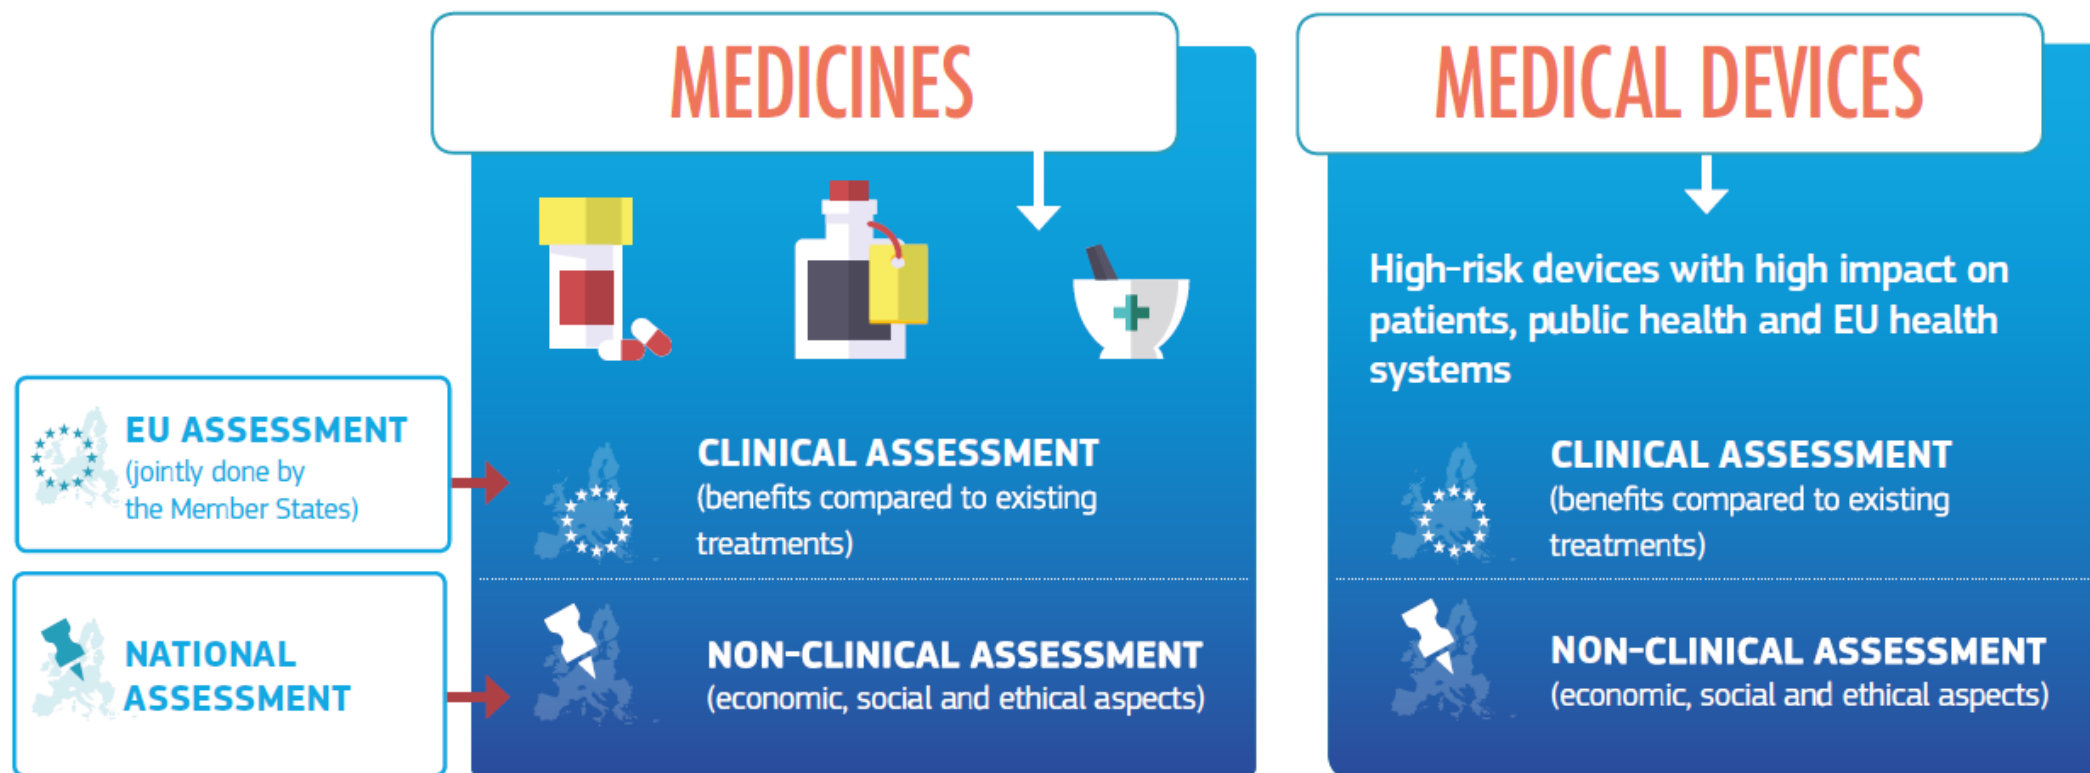 MEDICINES
MEDICAL DEVICES
High-risk devices with high impact on
patients, public health and EU health
systems
EU ASSESSMENT
(jointly done by
the Member States)
CLINICAL ASSESSMENT
(benefits compared to existing
treatments)
CLINICAL ASSESSMENT
(benefits compared to existing
treatments)
NATIONAL
ASSESSMENT
NON-CLINICAL ASSESSMENT
(economic, social and ethical aspects)
NON-CLINICAL ASSESSMENT
(economic, social and ethical aspects)